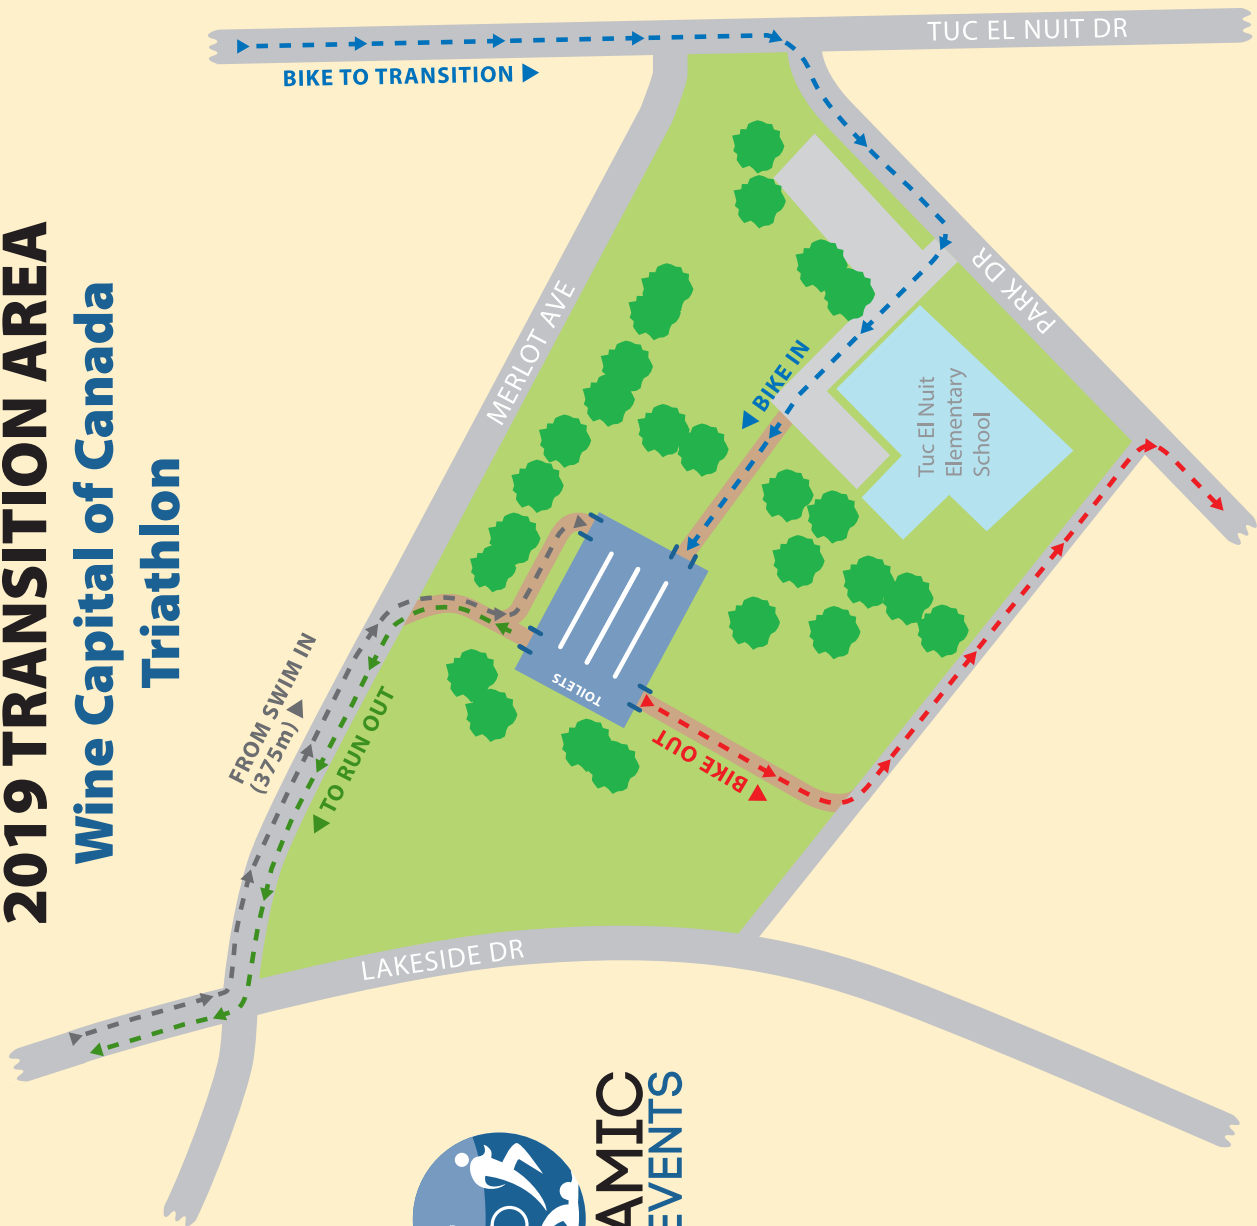 2019 TRANSITION AREA
Wine Capital of Canada
Triathlon
TUC EL NUIT DR
BIKE TO TRANSITION
PARK DR
MERLOT AVE
BIKE IN
Tuc El Nuit
Elementary
School
TOILETS
FROM SWIM IN
(375m)
TO RUN OUT
BIKE OUT
LAKESIDE DR
AMIC
EVENTS